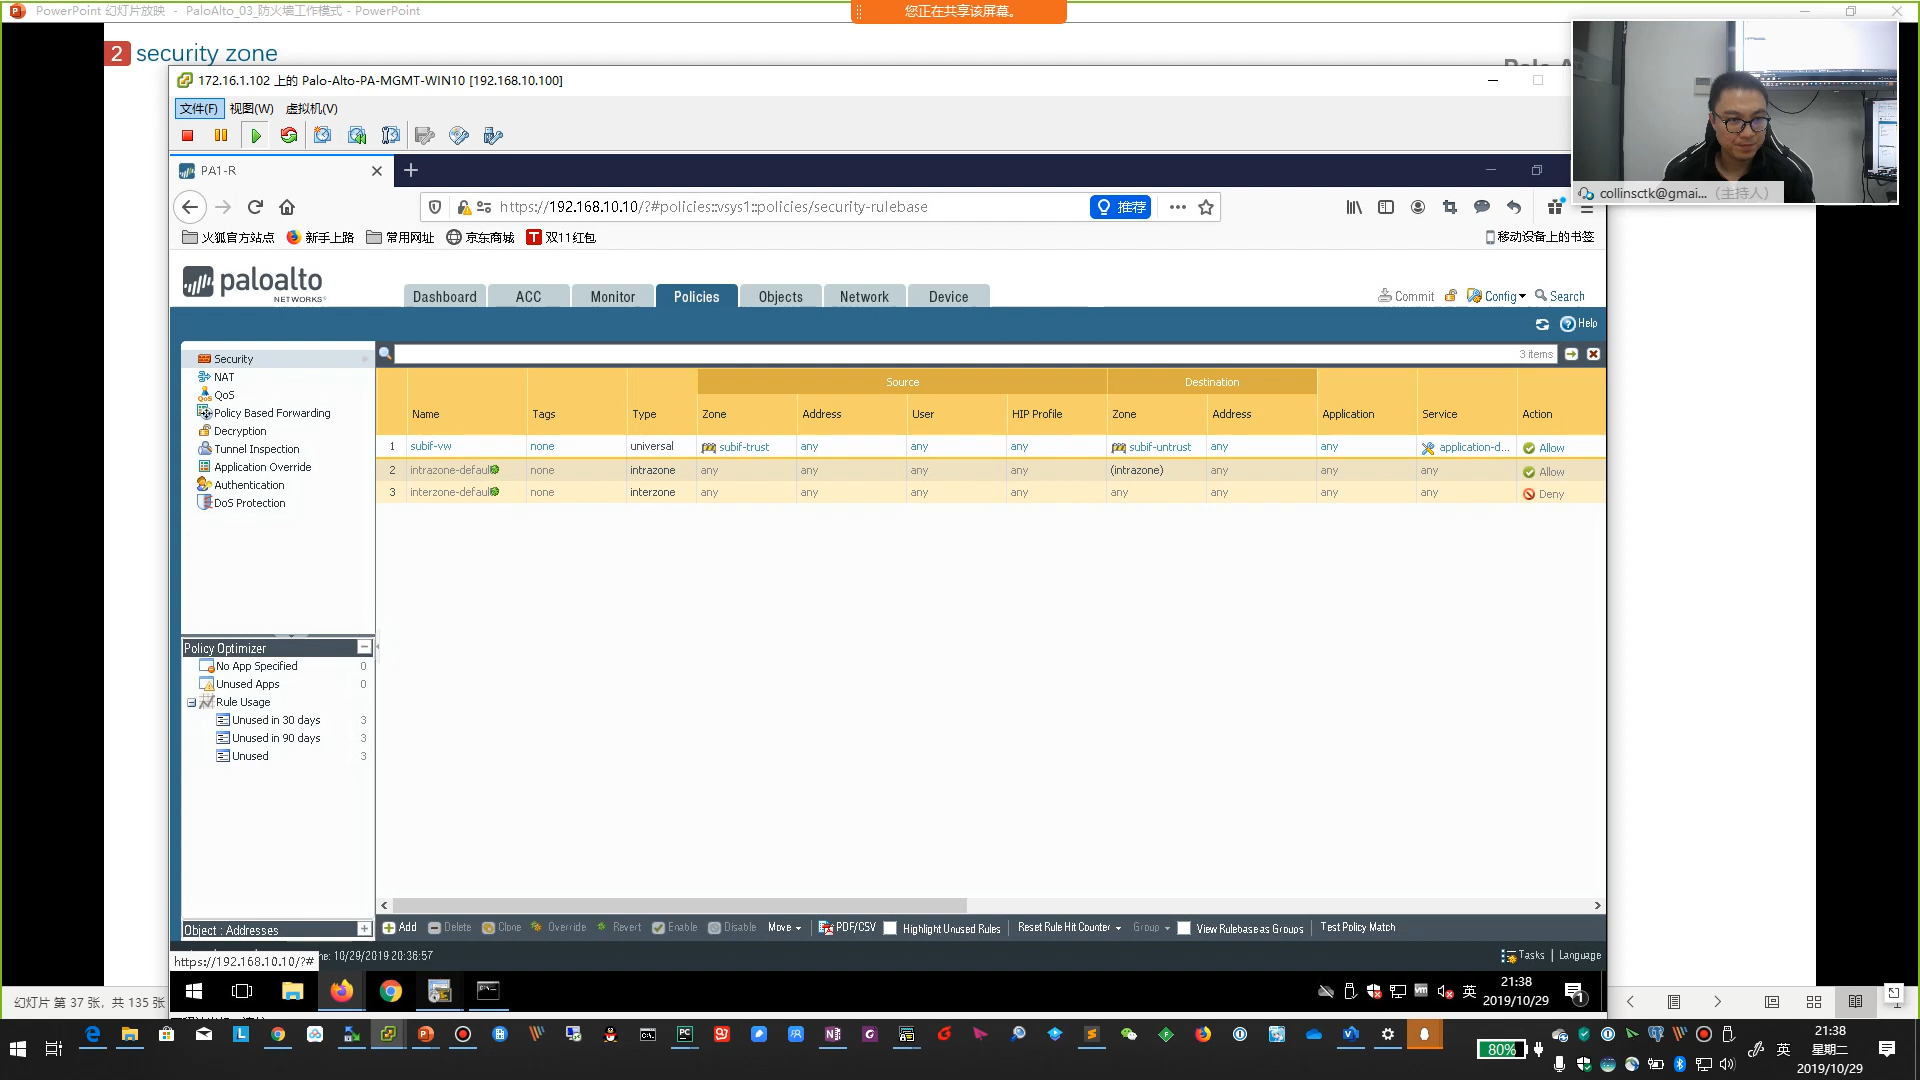 PowerPoint 幻灯片放映 - PaloAlto_03_防火墙工作模式 - PowerPoint
您正在共享该屏幕。
2 security zone
172.16.1.102 上的 Palo-Alto-PA-MGMT-WIN10 [192.168.10.100]
文件(F) 视图(W) 虚拟机(V)
collinsctk@gmai... (主持人)
PA1-R
https://192.168.10.10/?#policies::vsys1::policies/security-rulebase
推荐
火狐官方站点 新手上路 常用网址 京东商城 双11红包
移动设备上的书签
paloalto
NETWORKS
Dashboard ACC Monitor Policies Objects Network Device
Commit Config Search
Help
Security
NAT
QoS
Policy Based Forwarding
Decryption
Tunnel Inspection
Application Override
Authentication
DoS Protection
3 items
Source Destination
Name Tags Type Zone Address User HIP Profile Zone Address Application Service Action
1 subif-vw none universal subif-trust any any any subif-untrust any any application-d... Allow
2 intrazone-defaul none intrazone any any any any (intrazone) any any any Allow
3 interzone-defaul none interzone any any any any any any any any Deny
Policy Optimizer
No App Specified 0
Unused Apps 0
Rule Usage
Unused in 30 days 3
Unused in 90 days 3
Unused 3
Object : Addresses
Add Delete Clone Override Revert Enable Disable Move PDF/CSV Highlight Unused Rules Reset Rule Hit Counter Group View Rulebase as Groups Test Policy Match
https://192.168.10.10/?#
me: 10/29/2019 20:36:57
Tasks | Language
英
21:38
2019/10/29
1
幻灯片 第 37 张，共 135 张
80%
英
21:38
星期二
2019/10/29